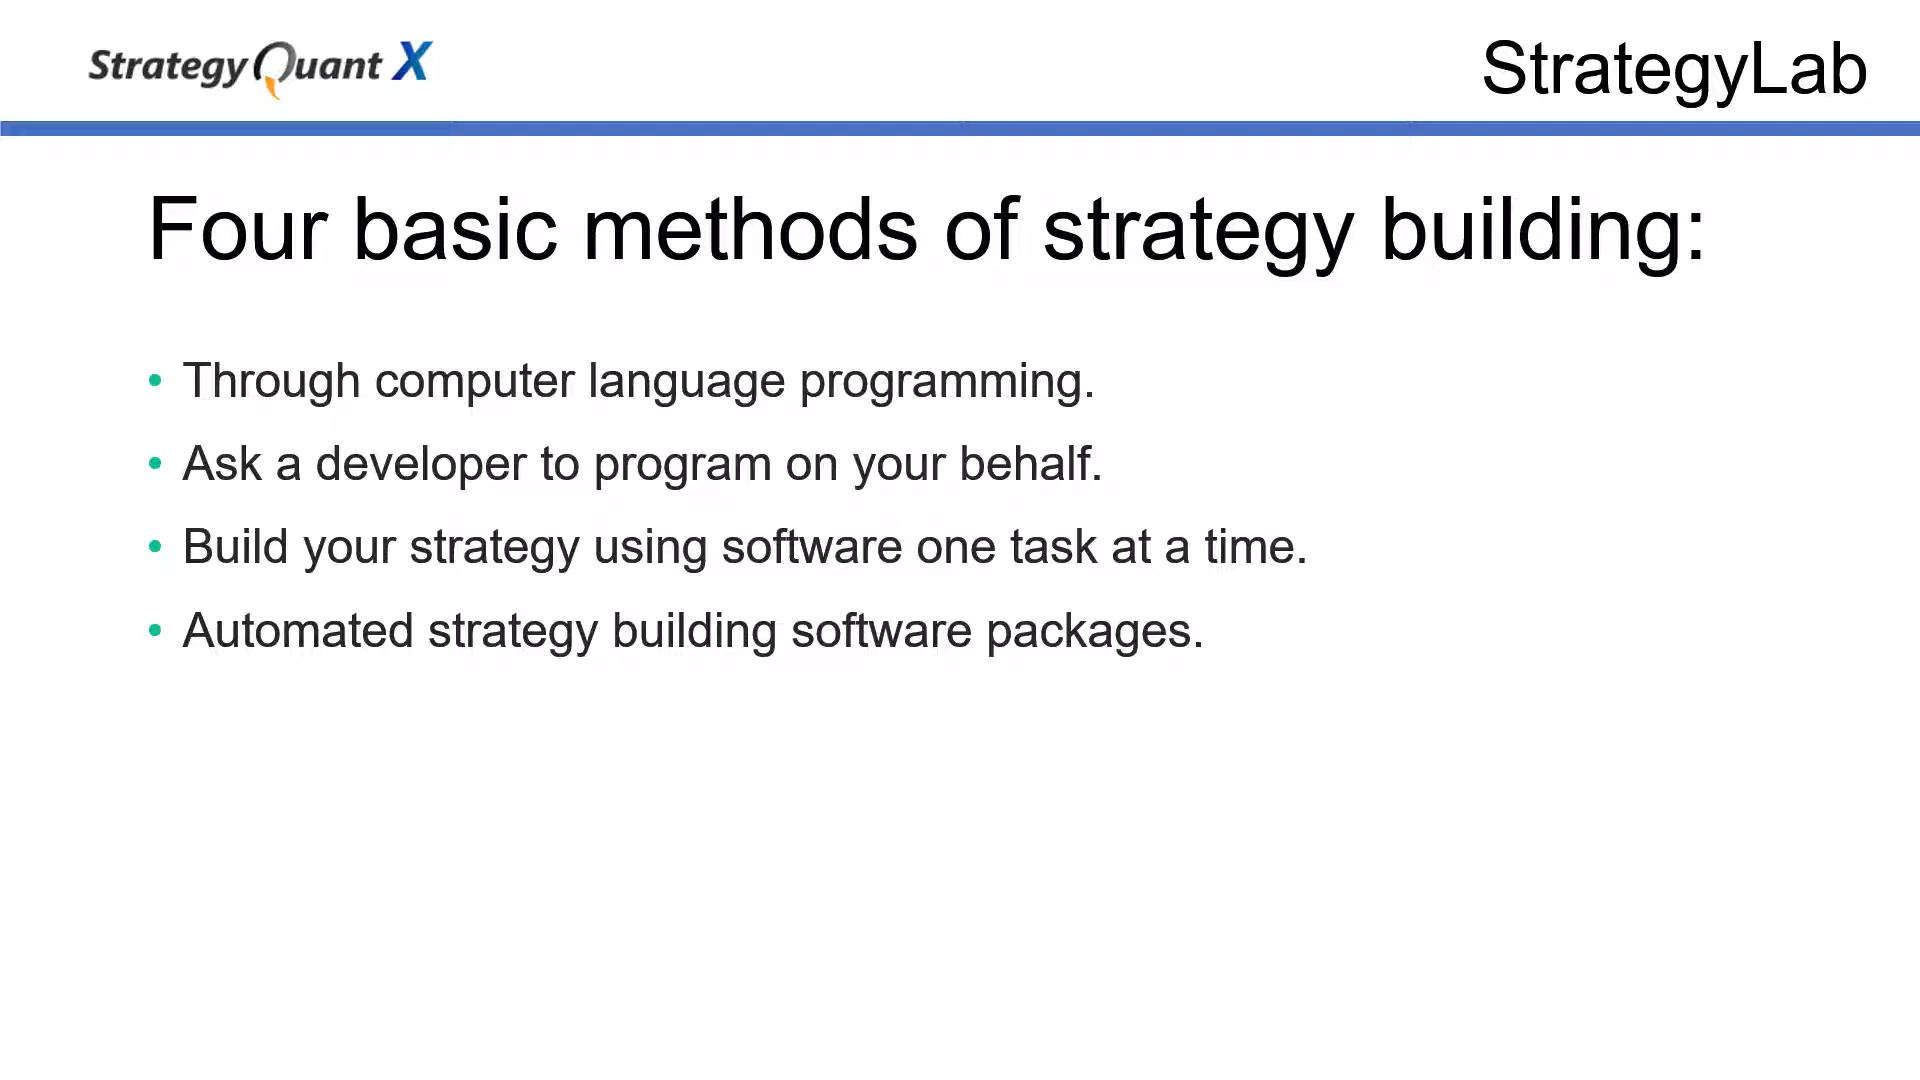 StrategyQuant X
StrategyLab
Four basic methods of strategy building:
• Through computer language programming.
• Ask a developer to program on your behalf.
• Build your strategy using software one task at a time.
• Automated strategy building software packages.